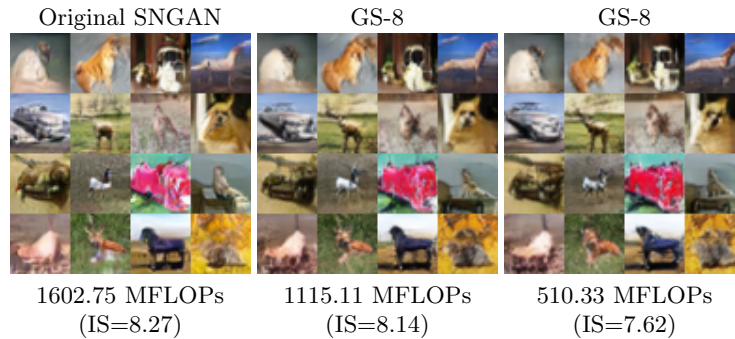 Original SNGAN
GS-8
GS-8
1602.75 MFLOPs
(IS=8.27)
1115.11 MFLOPs
(IS=8.14)
510.33 MFLOPs
(IS=7.62)